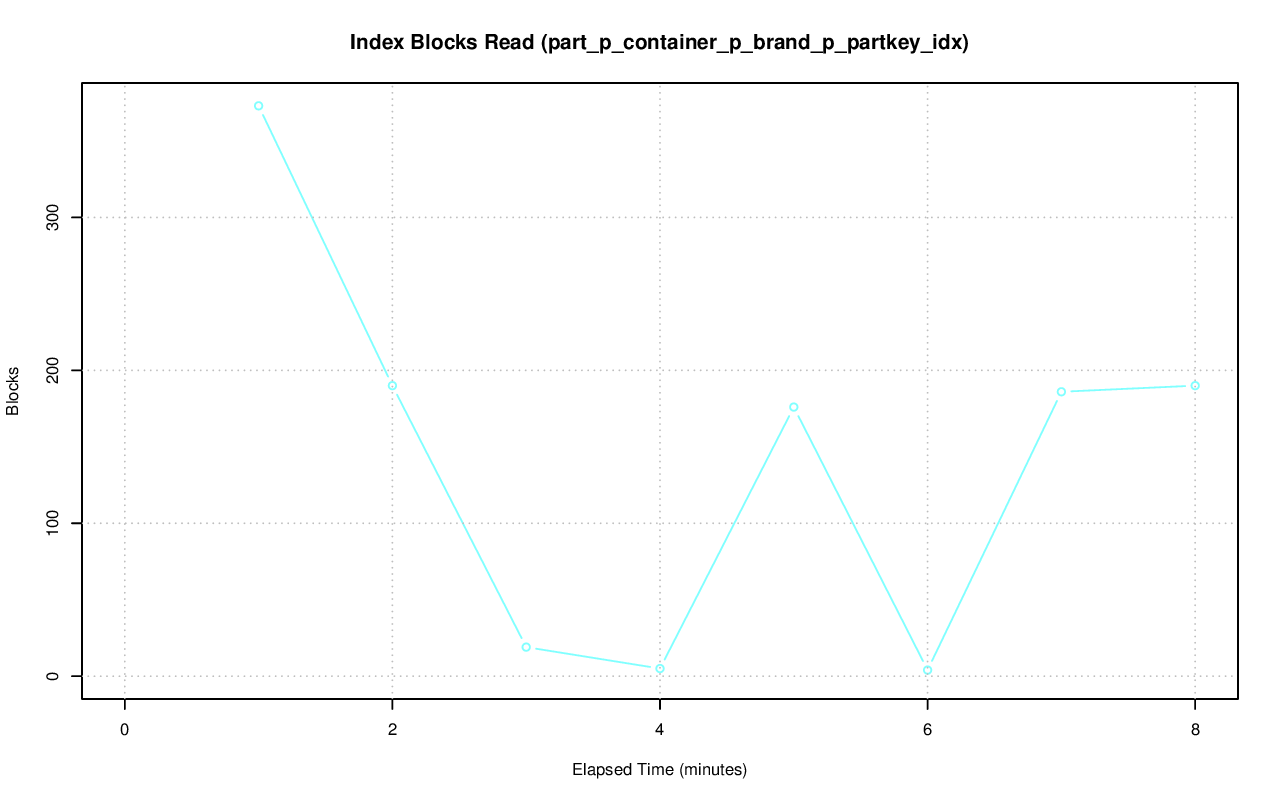 Index Blocks Read (part_p_container_p_brand_p_partkey_idx)
Blocks
300
200
100
0
0 2 4 6 8
Elapsed Time (minutes)